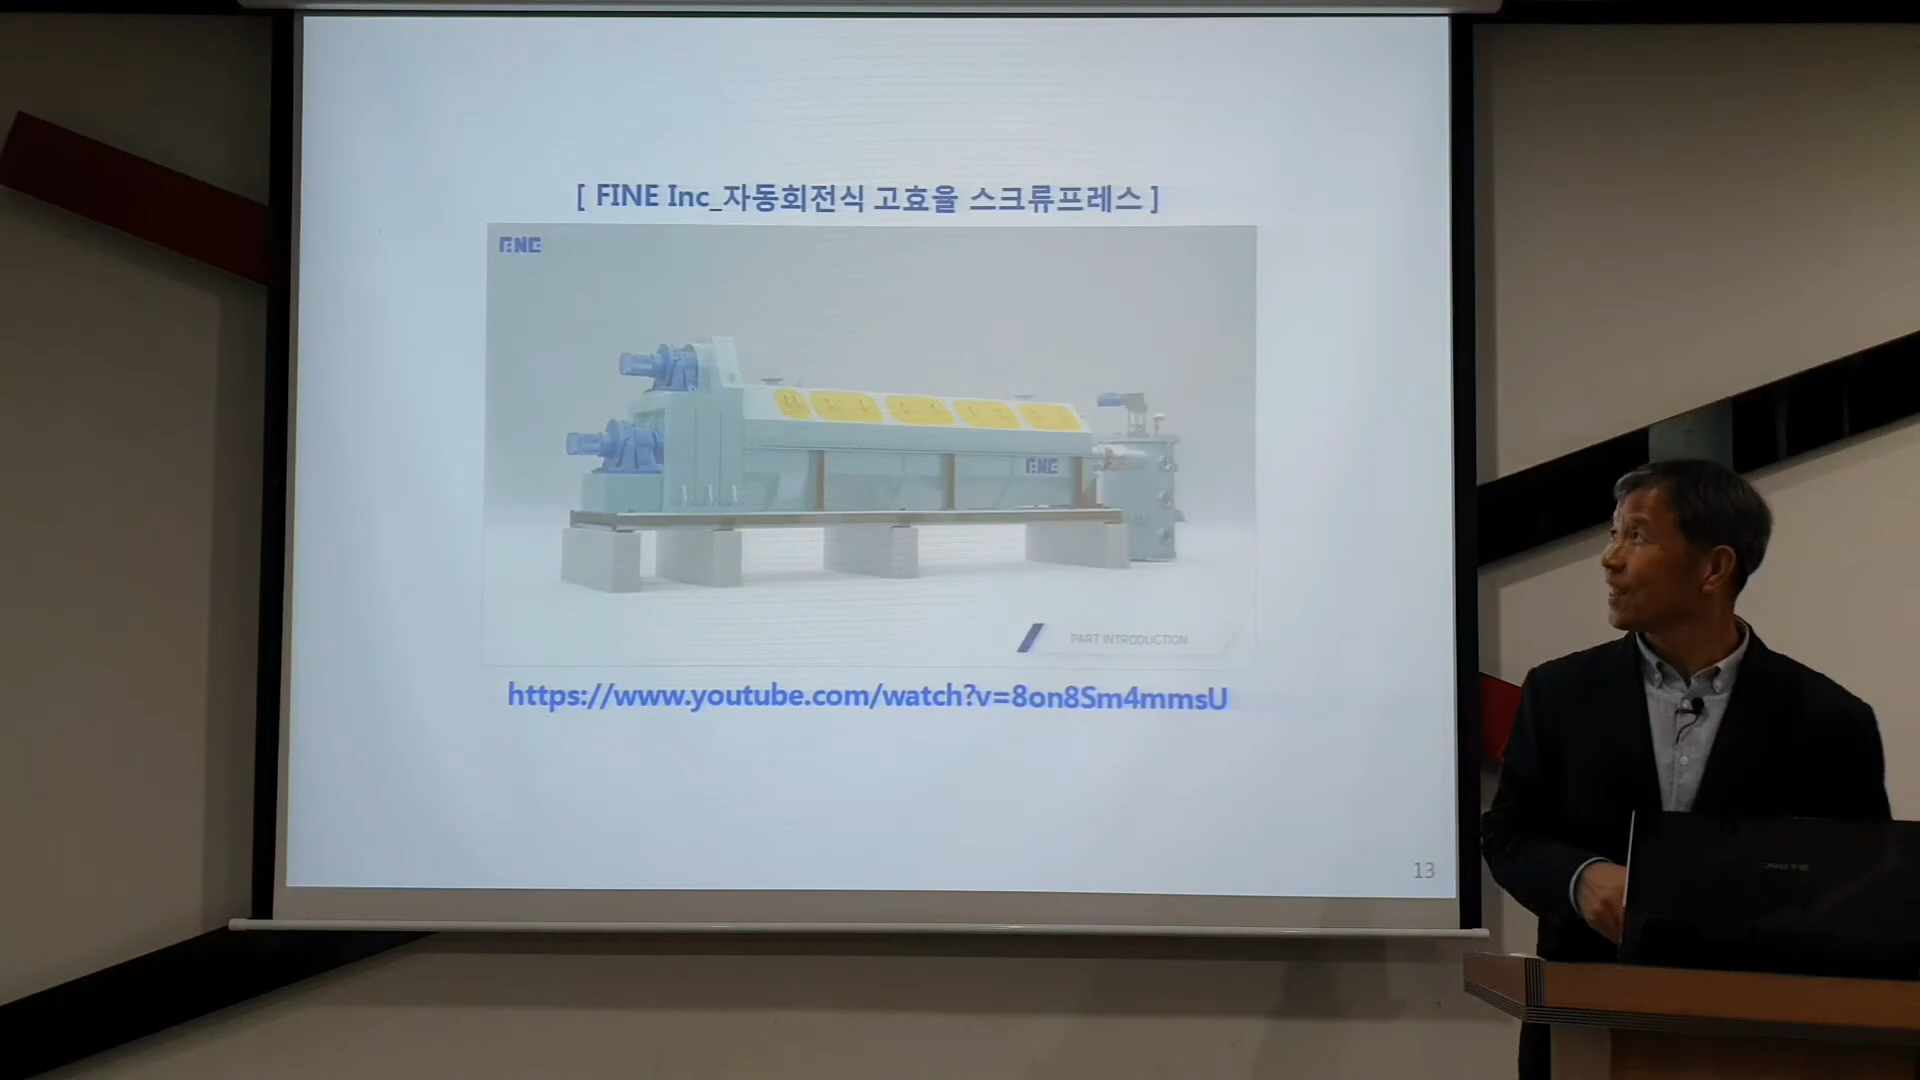 [ FINE Inc_자동회전식 고효율 스크류프레스 ]
FINE
FINE
PART INTRODUCTION
https://www.youtube.com/watch?v=8on8Sm4mmsU
13
NOTE